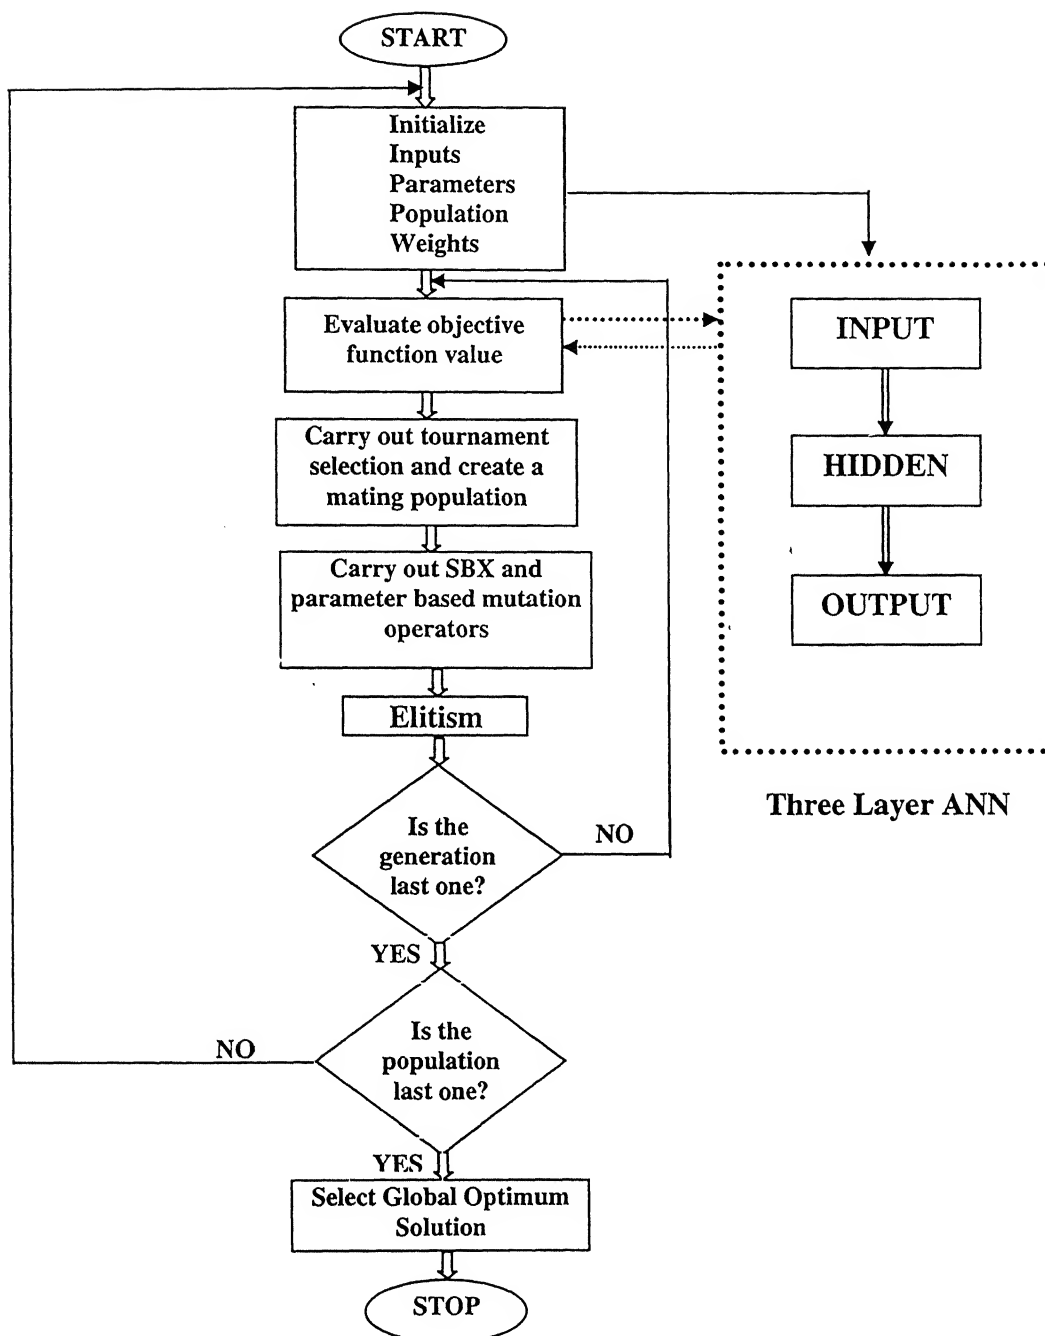 START
Initialize
Inputs
Parameters
Population
Weights
Evaluate objective
function value
Carry out tournament
selection and create a
mating population
Carry out SBX and
parameter based mutation
operators
Elitism
Is the
generation
last one?
NO
YES
Is the
population
last one?
NO
YES
Select Global Optimum
Solution
STOP
INPUT
HIDDEN
OUTPUT
Three Layer ANN